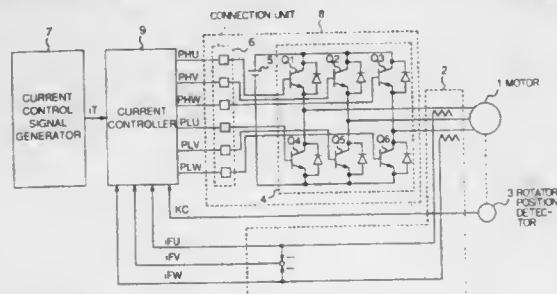 CONNECTION UNIT
8
7
9
6
5
Q1
Q2
Q3
2
1 MOTOR
PHU
PHV
PHW
PLU
PLV
PLW
CURRENT
CONTROL
SIGNAL
GENERATOR
iT
CURRENT
CONTROLLER
Q4
Q5
Q6
4
KC
3 ROTATOR
POSITION
DETEC-
TOR
iFU
iFV
iFW